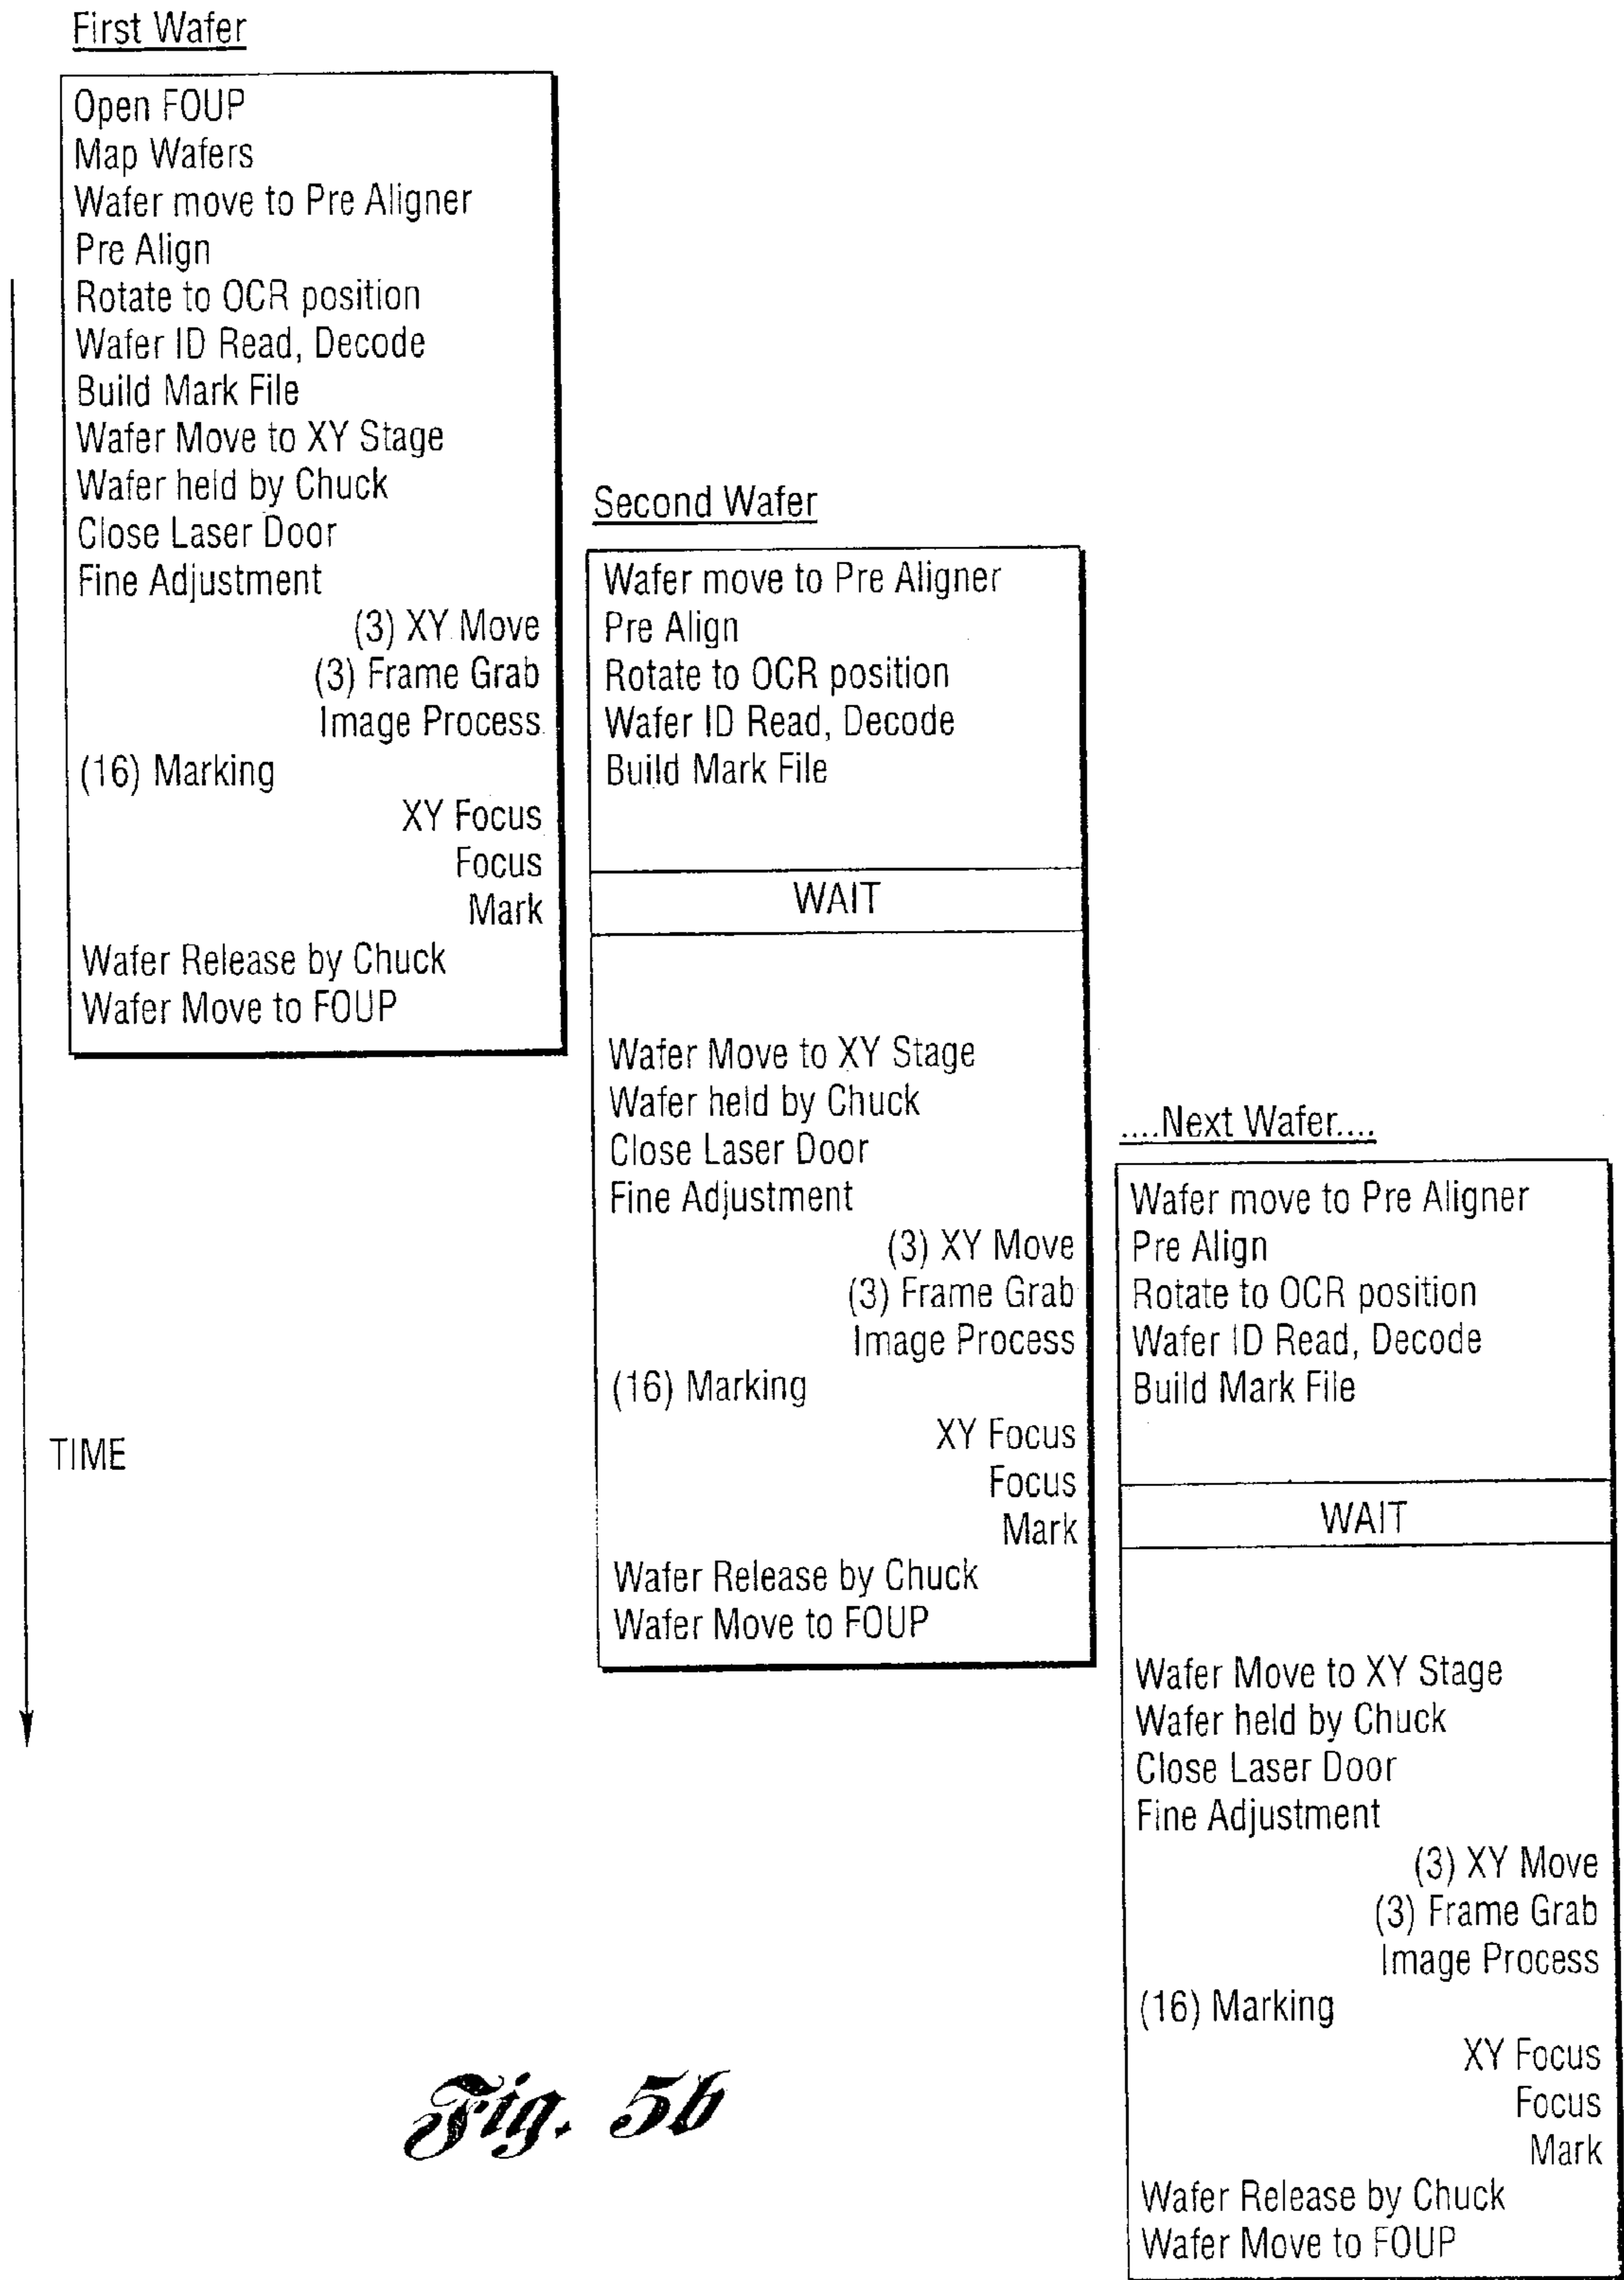 First Wafer
Open FOUP
Map Wafers
Wafer move to Pre Aligner
Pre Align
Rotate to OCR position
Wafer ID Read, Decode
Build Mark File
Wafer Move to XY Stage
Wafer held by Chuck
Close Laser Door
Fine Adjustment
(3) XY Move
(3) Frame Grab
Image Process
(16) Marking
XY Focus
Focus
Mark
Wafer Release by Chuck
Wafer Move to FOUP
Second Wafer
Wafer move to Pre Aligner
Pre Align
Rotate to OCR position
Wafer ID Read, Decode
Build Mark File
WAIT
Wafer Move to XY Stage
Wafer held by Chuck
Close Laser Door
Fine Adjustment
(3) XY Move
(3) Frame Grab
Image Process
(16) Marking
XY Focus
Focus
Mark
Wafer Release by Chuck
Wafer Move to FOUP
....Next Wafer....
Wafer move to Pre Aligner
Pre Align
Rotate to OCR position
Wafer ID Read, Decode
Build Mark File
WAIT
Wafer Move to XY Stage
Wafer held by Chuck
Close Laser Door
Fine Adjustment
(3) XY Move
(3) Frame Grab
Image Process
(16) Marking
XY Focus
Focus
Mark
Wafer Release by Chuck
Wafer Move to FOUP
TIME
Fig. 5b